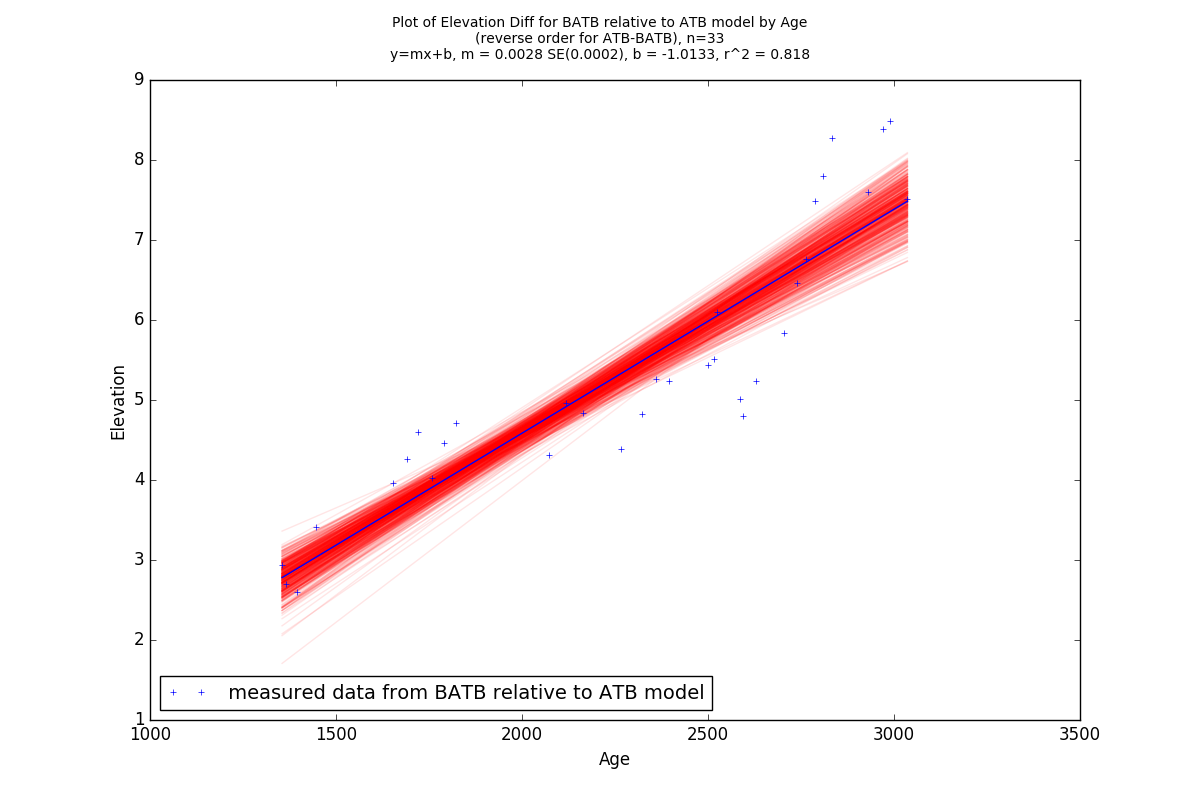 Plot of Elevation Diff for BATB relative to ATB model by Age
(reverse order for ATB-BATB), n=33
y=mx+b, m = 0.0028 SE(0.0002), b = -1.0133, r^2 = 0.818
9
8
7
6
5
4
3
2
1
Elevation
measured data from BATB relative to ATB model
1000 1500 2000 2500 3000 3500
Age